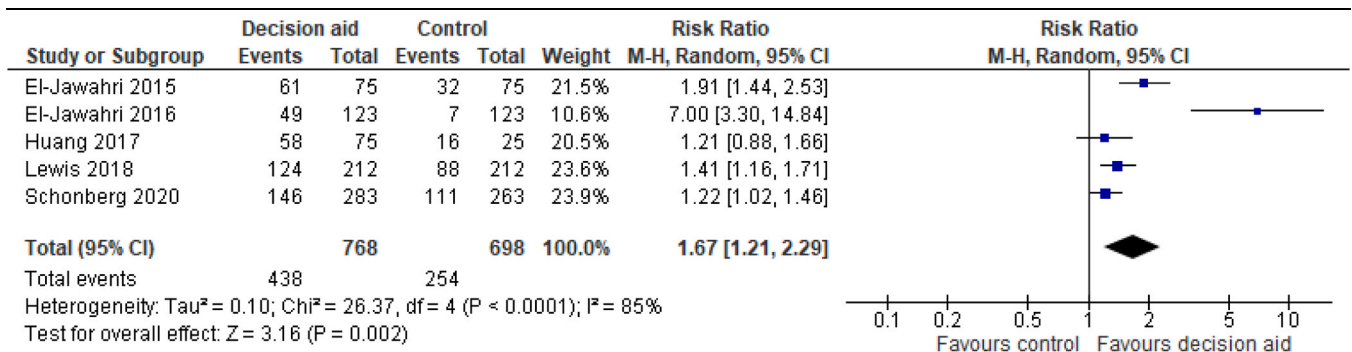 Decision aid Control Risk Ratio Risk Ratio
Study or Subgroup Events Total Events Total Weight M-H, Random, 95% CI M-H, Random, 95% CI
El-Jawahri 2015 61 75 32 75 21.5% 1.91 [1.44, 2.53]
El-Jawahri 2016 49 123 7 123 10.6% 7.00 [3.30, 14.84]
Huang 2017 58 75 16 25 20.5% 1.21 [0.88, 1.66]
Lewis 2018 124 212 88 212 23.6% 1.41 [1.16, 1.71]
Schonberg 2020 146 283 111 263 23.9% 1.22 [1.02, 1.46]
Total (95% CI) 768 698 100.0% 1.67 [1.21, 2.29]
Total events 438 254
Heterogeneity: Tau² = 0.10; Chi² = 26.37, df = 4 (P < 0.0001); I² = 85%
Test for overall effect: Z = 3.16 (P = 0.002)
0.1 0.2 0.5 1 2 5 10
Favours control Favours decision aid